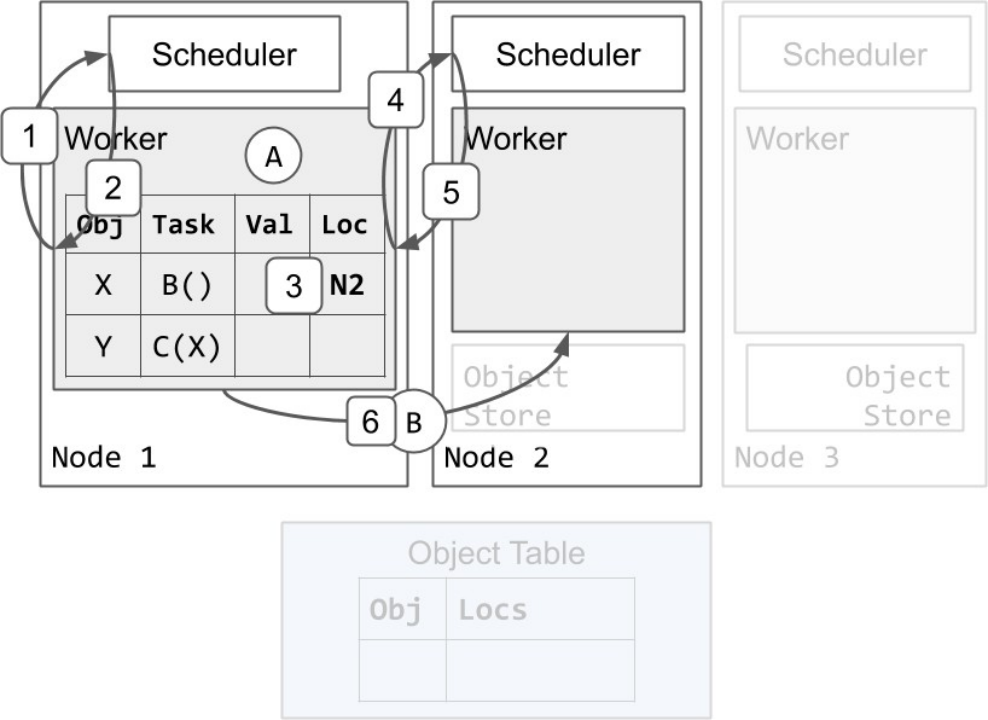 Scheduler
1
Worker
A
2
Obj Task Val Loc
X B() 3 N2
Y C(X)
Node 1
4
5
6 B
Scheduler
Worker
Object
Store
Node 2
Scheduler
Worker
Object
Store
Node 3
Object Table
Obj Locs